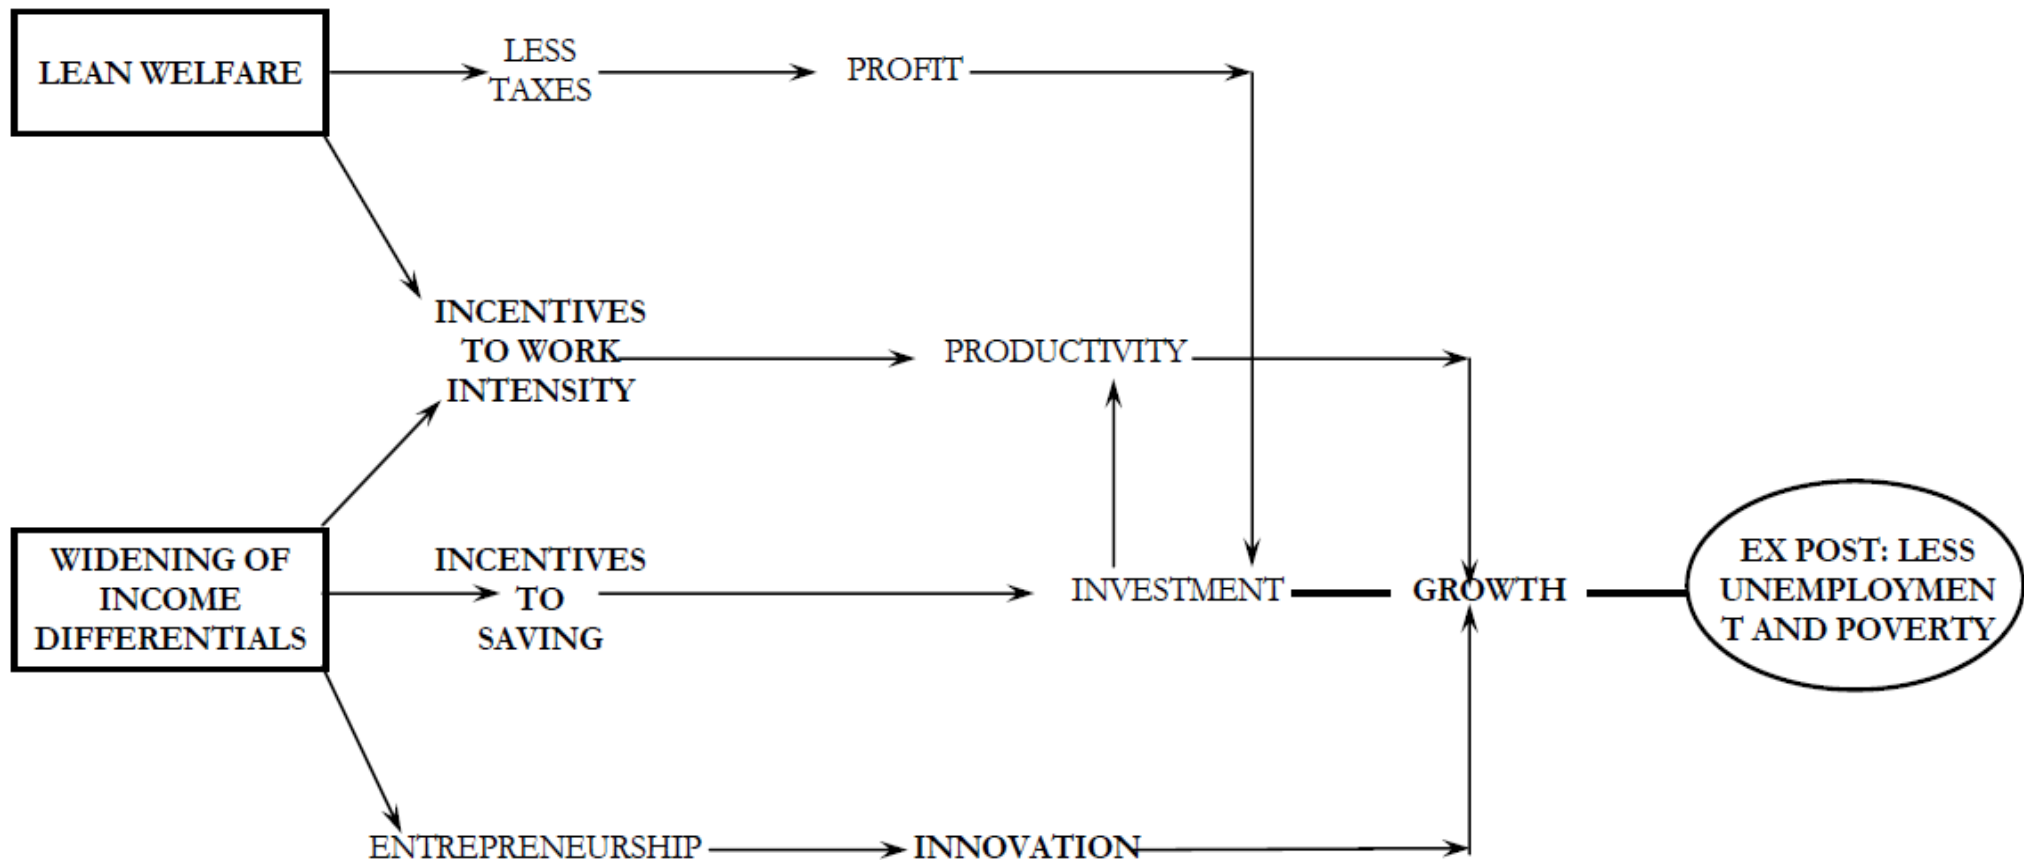 LEAN WELFARE
LESS
TAXES
PROFIT
INCENTIVES
TO WORK
INTENSITY
PRODUCTIVITY
WIDENING OF
INCOME
DIFFERENTIALS
INCENTIVES
TO
SAVING
INVESTMENT
GROWTH
EX POST: LESS
UNEMPLOYMEN
T AND POVERTY
ENTREPRENEURSHIP
INNOVATION